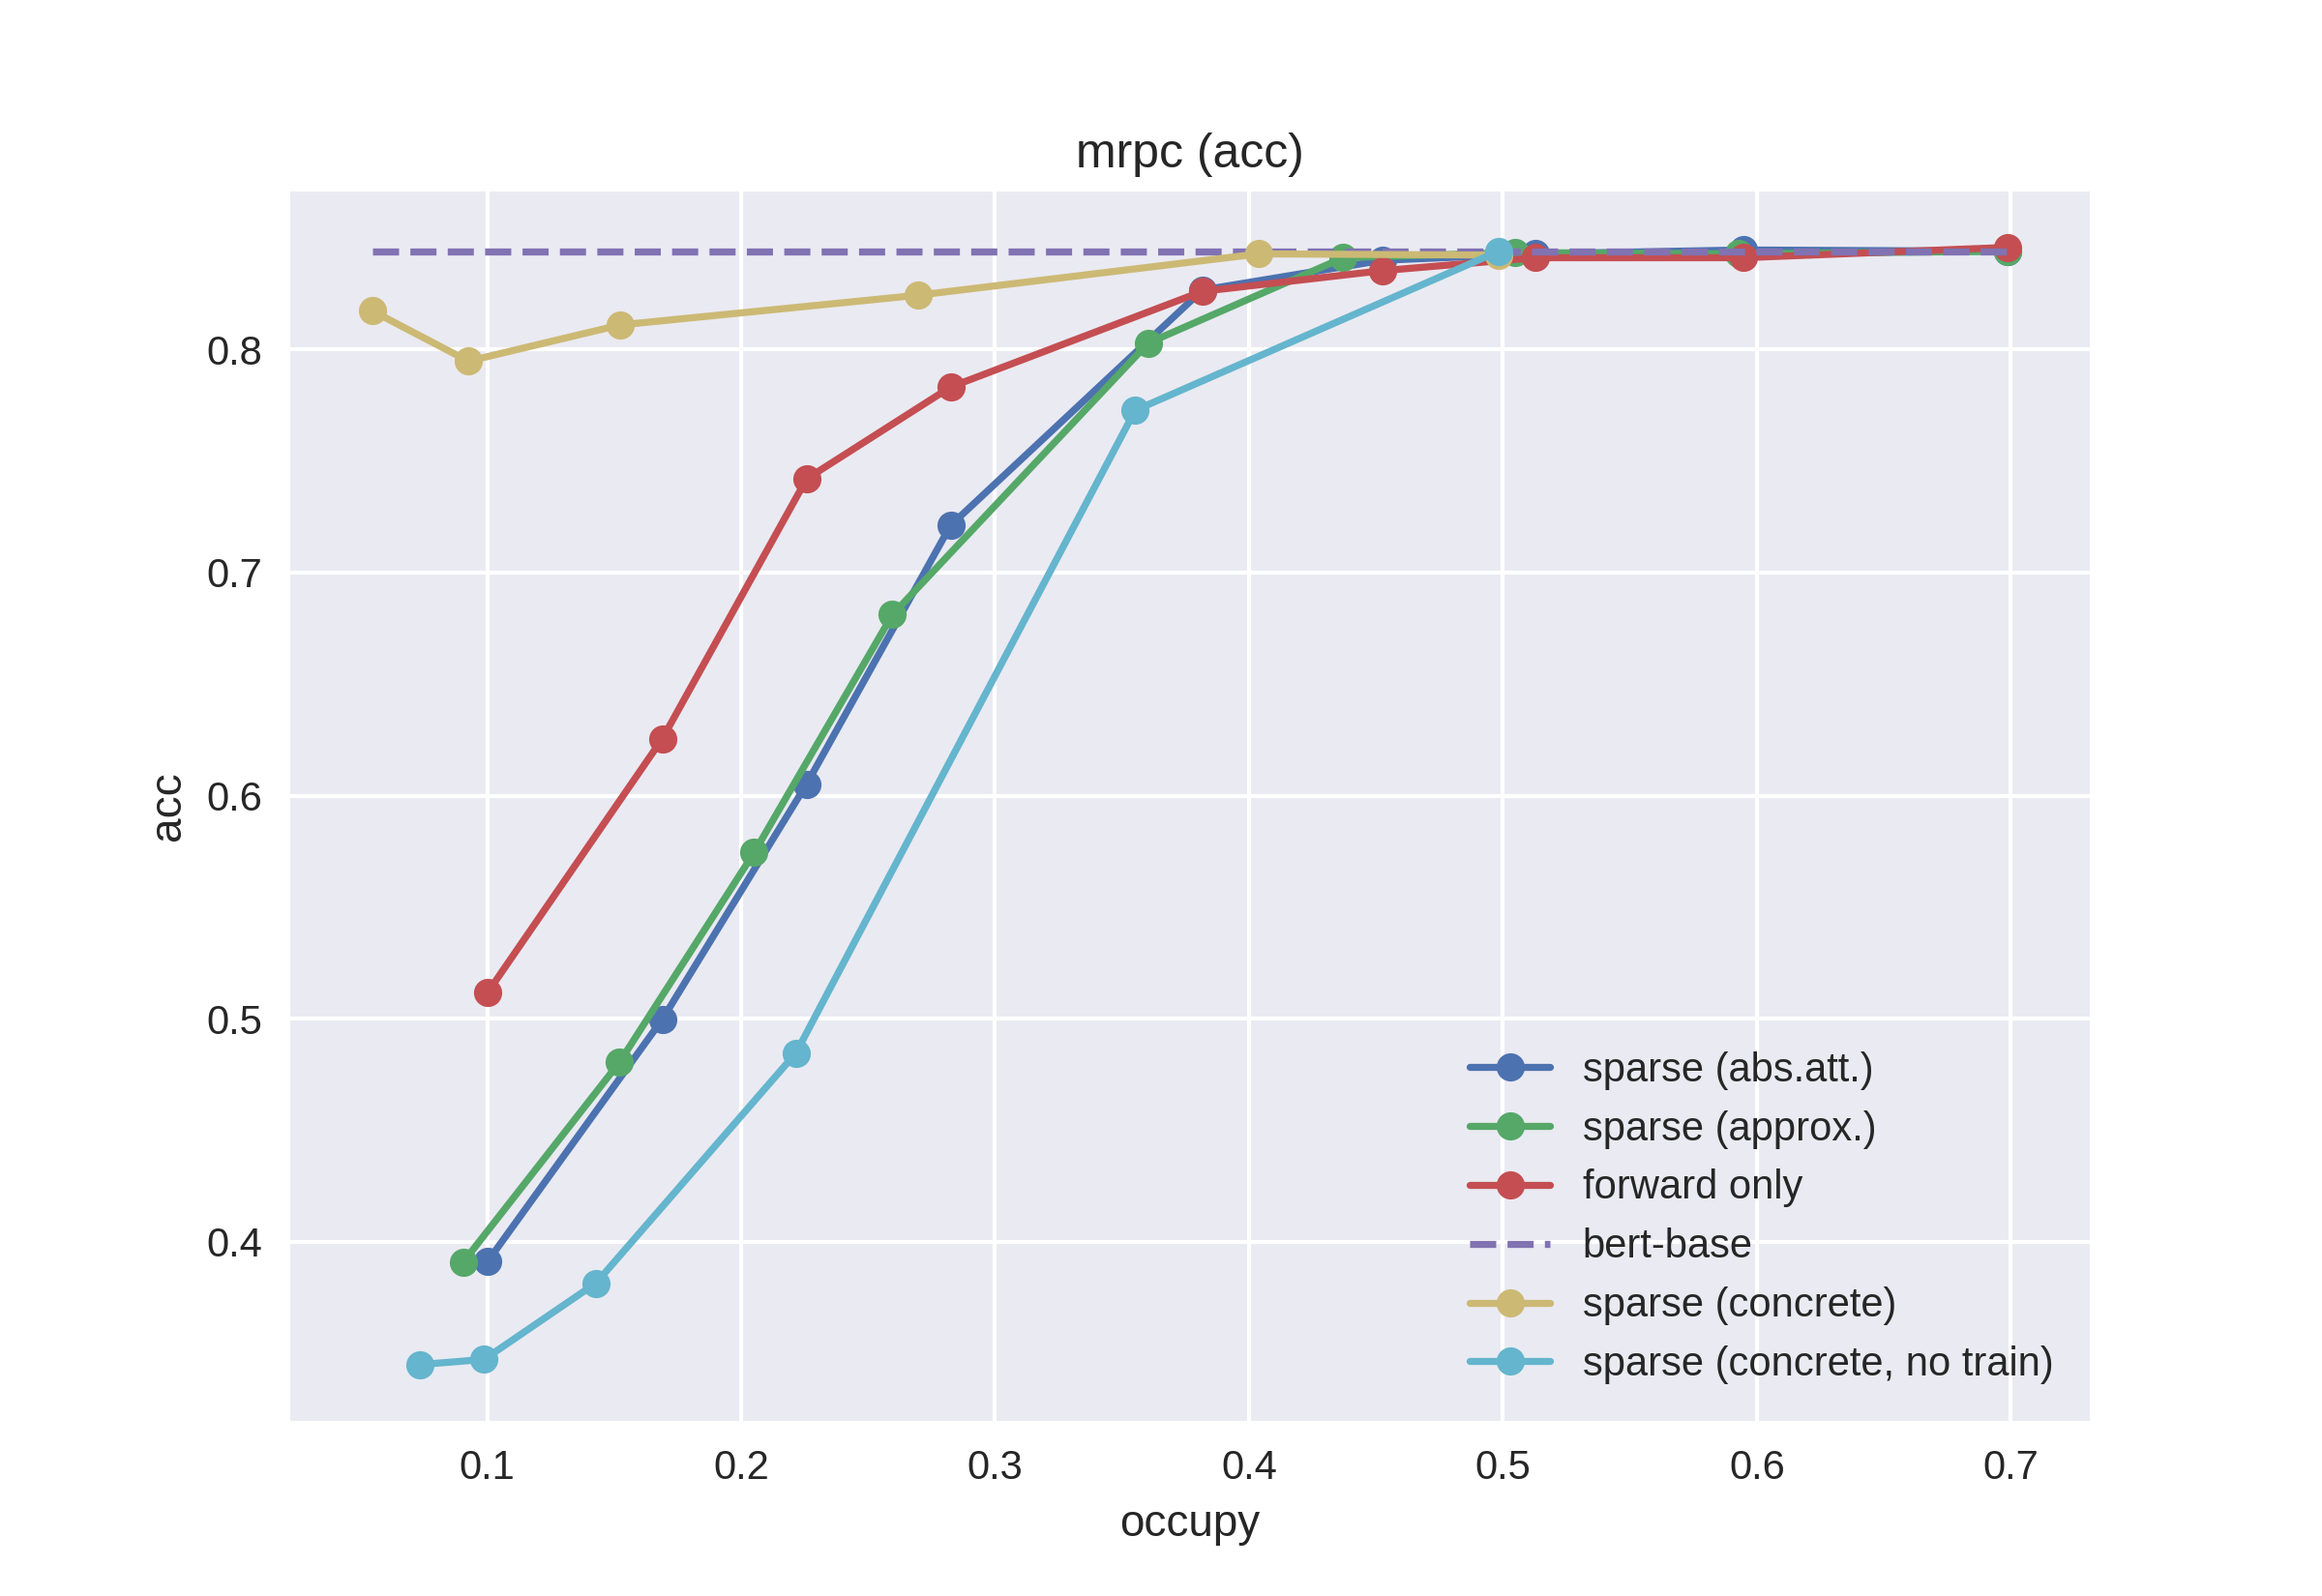 mrpc (acc)
acc
0.8
0.7
0.6
0.5
0.4
sparse (abs.att.)
sparse (approx.)
forward only
bert-base
sparse (concrete)
sparse (concrete, no train)
0.1 0.2 0.3 0.4 0.5 0.6 0.7
occupy